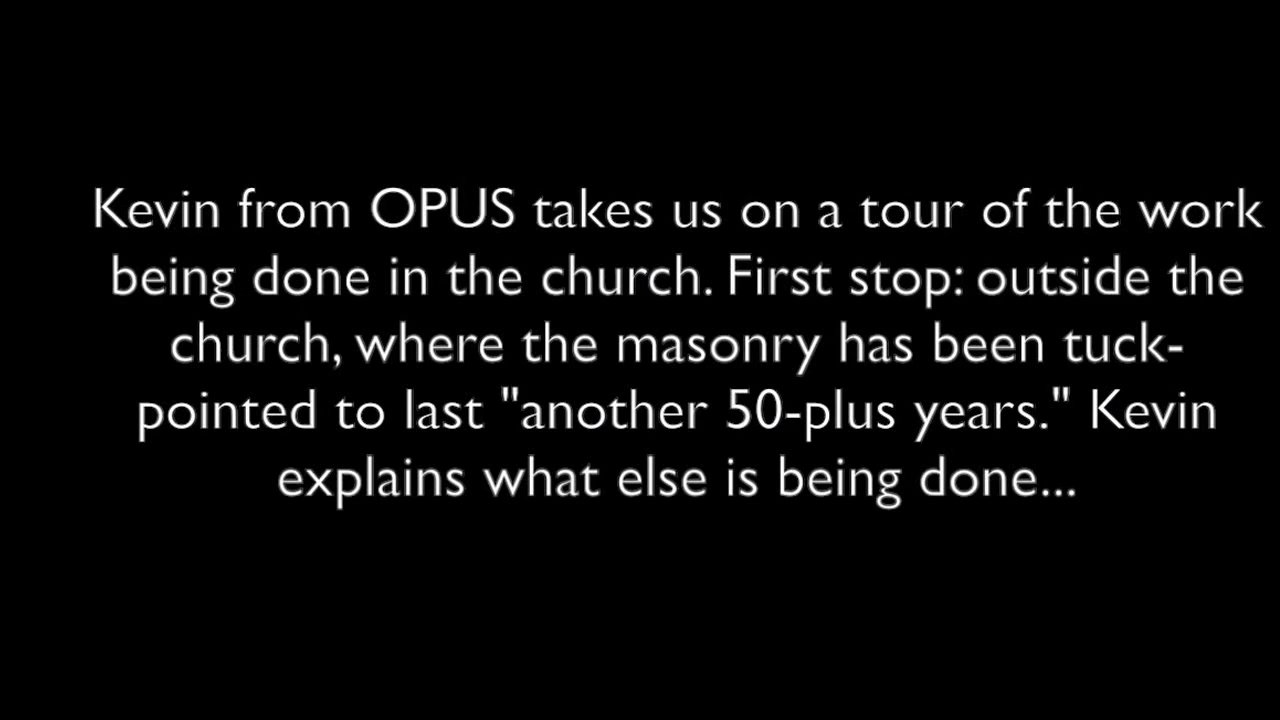 Kevin from OPUS takes us on a tour of the work
being done in the church. First stop: outside the
church, where the masonry has been tuck-
pointed to last "another 50-plus years." Kevin
explains what else is being done...